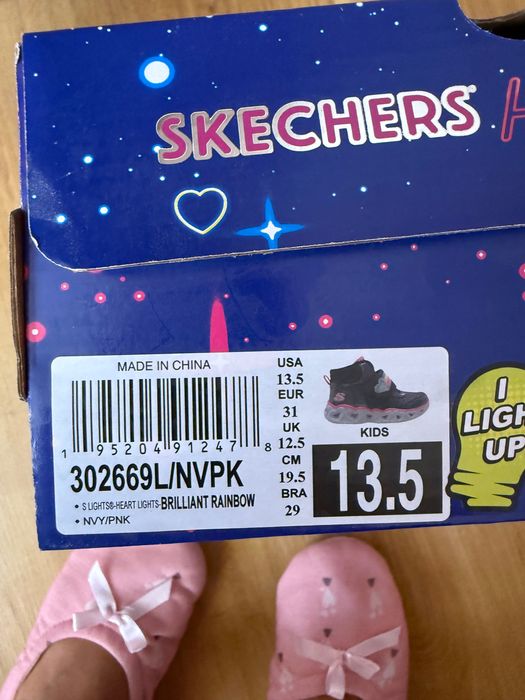 SKECHERS H
MADE IN CHINA
1 95204 91247 8
302669L/NVPK
• S LIGHTS®-HEART LIGHTS-BRILLIANT RAINBOW
• NVY/PNK
USA
13.5
EUR
31
UK
12.5
CM
19.5
BRA
29
S
KIDS
13.5
I
LIGH
UP